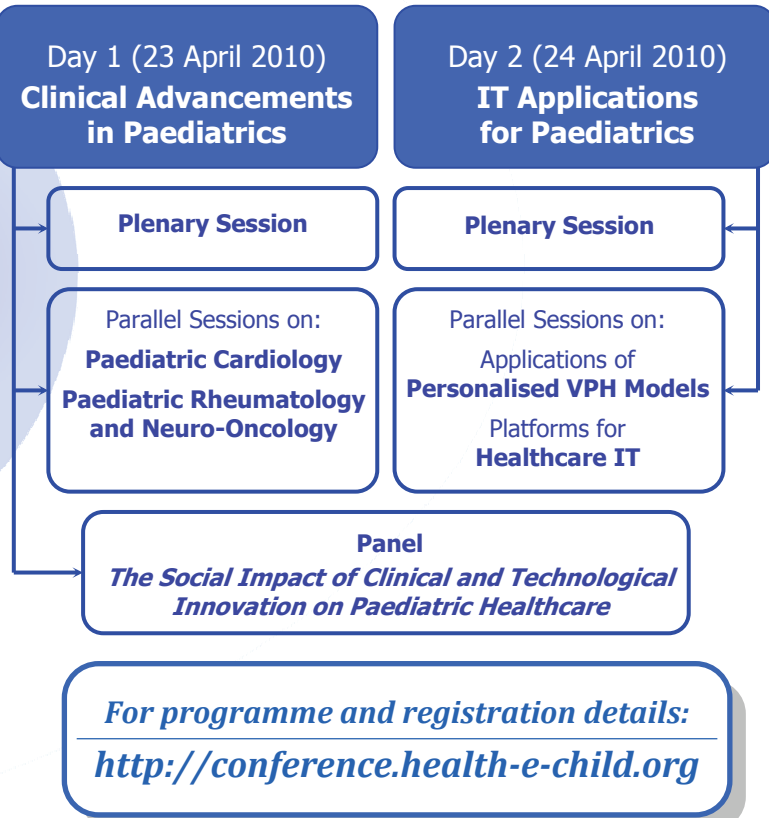 Day 1 (23 April 2010)
Clinical Advancements
in Paediatrics
Plenary Session
Parallel Sessions on:
Paediatric Cardiology
Paediatric Rheumatology
and Neuro-Oncology
Day 2 (24 April 2010)
IT Applications
for Paediatrics
Plenary Session
Parallel Sessions on:
Applications of
Personalised VPH Models
Platforms for
Healthcare IT
Panel
The Social Impact of Clinical and Technological
Innovation on Paediatric Healthcare
For programme and registration details:
http://conference.health-e-child.org